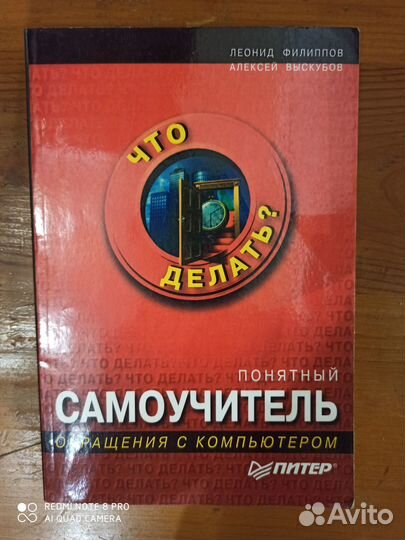 ЛЕОНИД ФИЛИППОВ
АЛЕКСЕЙ ВЫСКУБОВ
ЧТО
ДЕЛАТЬ?
ПОНЯТНЫЙ
САМОУЧИТЕЛЬ
ОБРАЩЕНИЯ С КОМПЬЮТЕРОМ
ПИТЕР
REDMI NOTE 8 PRO
AI QUAD CAMERA
Avito